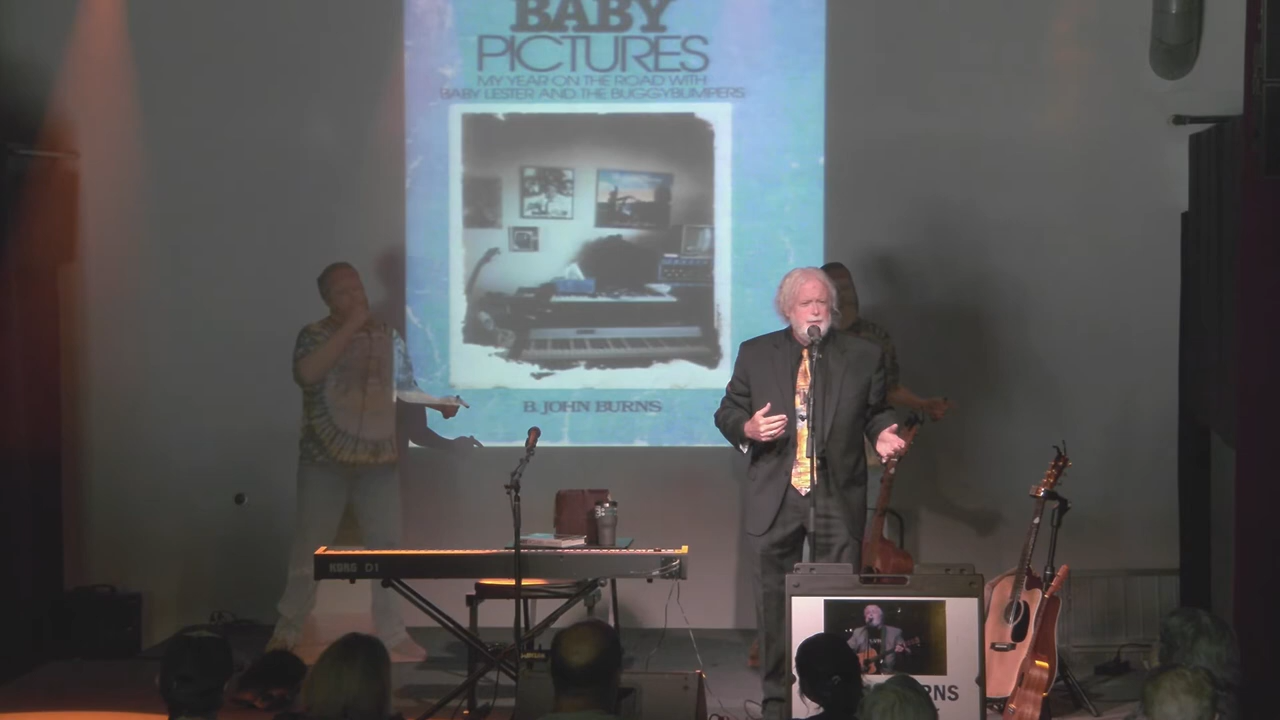 BABY
PICTURES
MY YEAR ON THE ROAD WITH
BABY LESTER AND THE BUGGYBUMPERS
B. JOHN BURNS
KORG D1
RNS